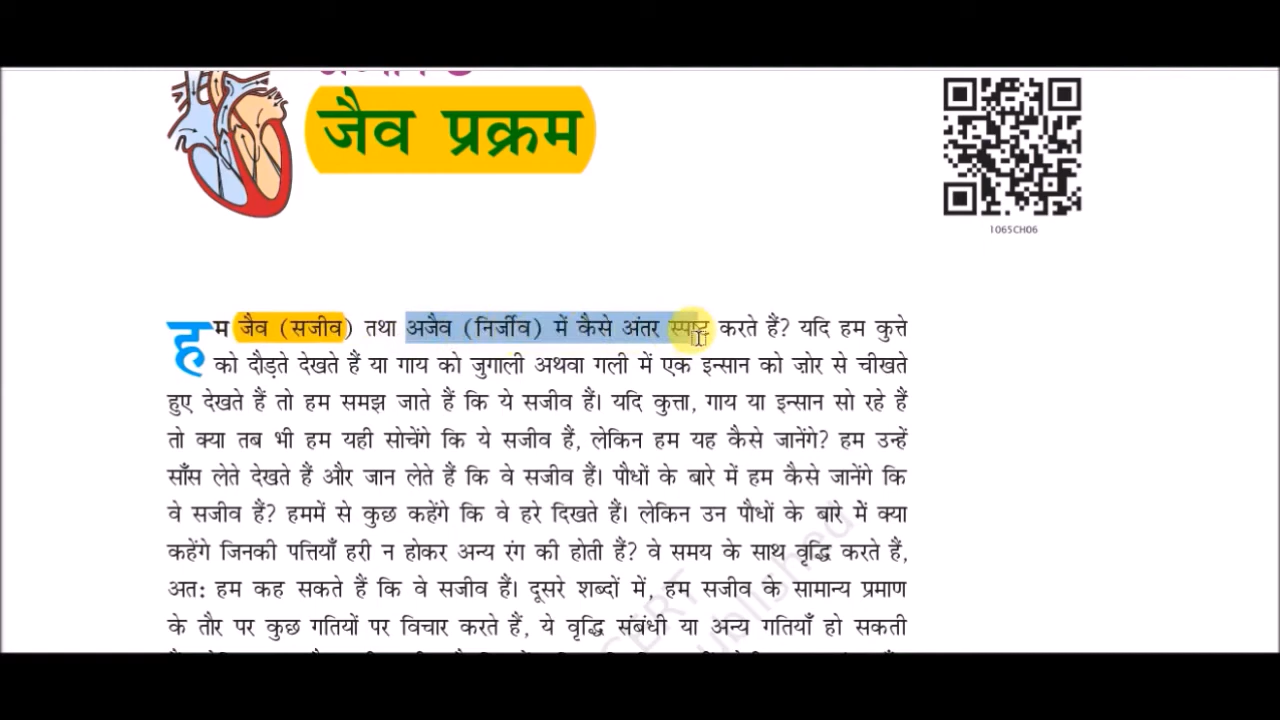 जैव प्रक्रम
1065CH06
हम जैव (सजीव) तथा अजैव (निर्जीव) में कैसे अंतर स्पष्ट करते हैं? यदि हम कुत्ते
को दौड़ते देखते हैं या गाय को जुगाली अथवा गली में एक इन्सान को ज़ोर से चीखते
हुए देखते हैं तो हम समझ जाते हैं कि ये सजीव हैं। यदि कुत्ता, गाय या इन्सान सो रहे हैं
तो क्या तब भी हम यही सोचेंगे कि ये सजीव हैं, लेकिन हम यह कैसे जानेंगे? हम उन्हें
साँस लेते देखते हैं और जान लेते हैं कि वे सजीव हैं। पौधों के बारे में हम कैसे जानेंगे कि
वे सजीव हैं? हममें से कुछ कहेंगे कि वे हरे दिखते हैं। लेकिन उन पौधों के बारे में क्या
कहेंगे जिनकी पत्तियाँ हरी न होकर अन्य रंग की होती हैं? वे समय के साथ वृद्धि करते हैं,
अतः हम कह सकते हैं कि वे सजीव हैं। दूसरे शब्दों में, हम सजीव के सामान्य प्रमाण
के तौर पर कुछ गतियों पर विचार करते हैं, ये वृद्धि संबंधी या अन्य गतियाँ हो सकती